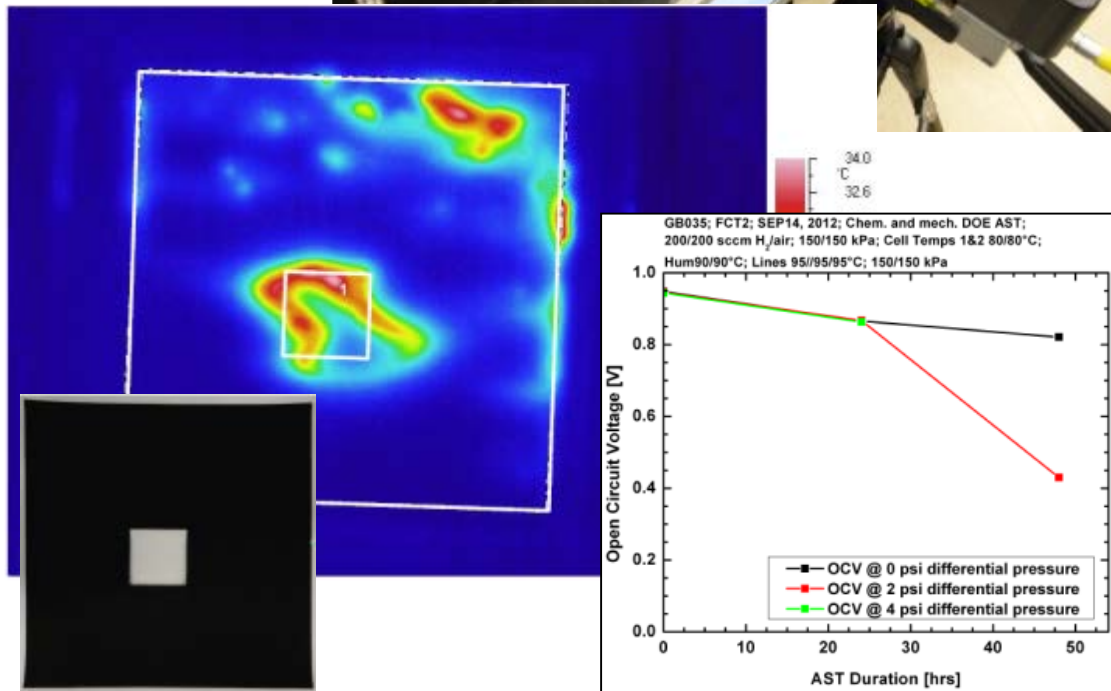 34.0
°C
32.6
1
GB035; FCT2; SEP14, 2012; Chem. and mech. DOE AST;
200/200 sccm H2/air; 150/150 kPa; Cell Temps 1&2 80/80°C;
Hum90/90°C; Lines 95//95/95°C; 150/150 kPa
1.0
0.8
0.6
0.4
0.2
0.0
Open Circuit Voltage [V]
OCV @ 0 psi differential pressure
OCV @ 2 psi differential pressure
OCV @ 4 psi differential pressure
0 10 20 30 40 50
AST Duration [hrs]